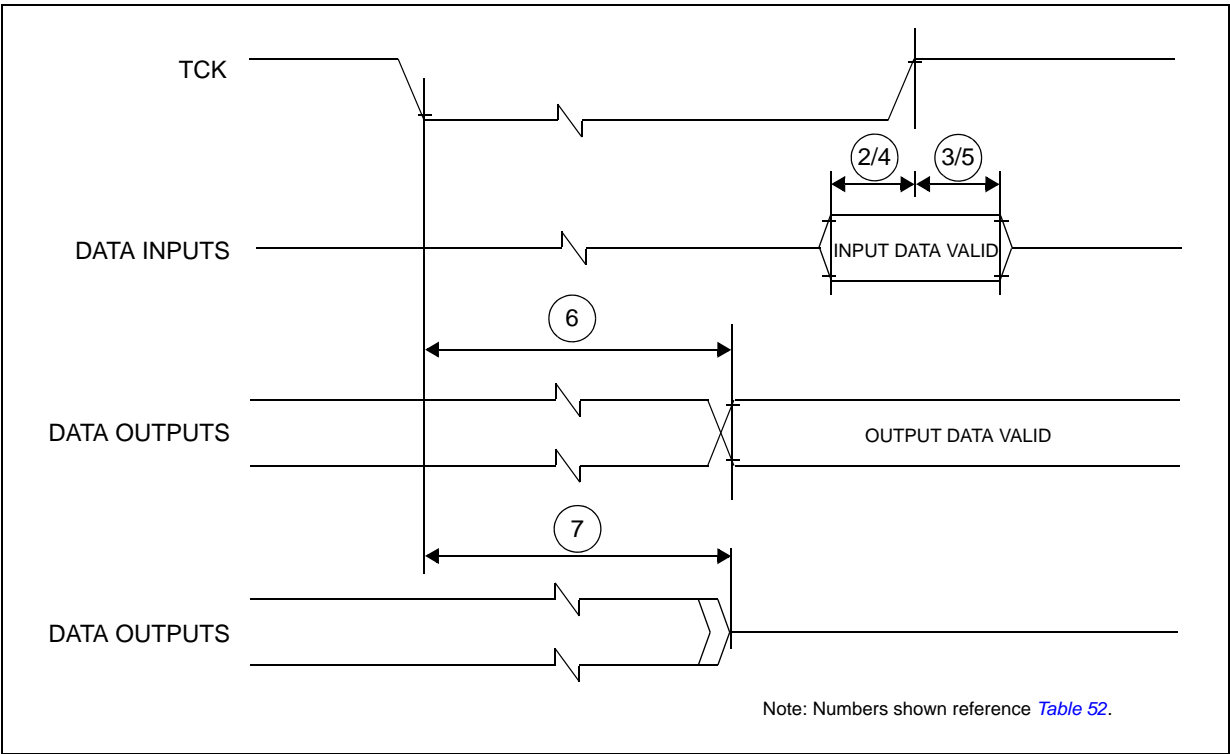 TCK
2/4
3/5
DATA INPUTS
INPUT DATA VALID
6
DATA OUTPUTS
OUTPUT DATA VALID
7
DATA OUTPUTS
Note: Numbers shown reference Table 52.